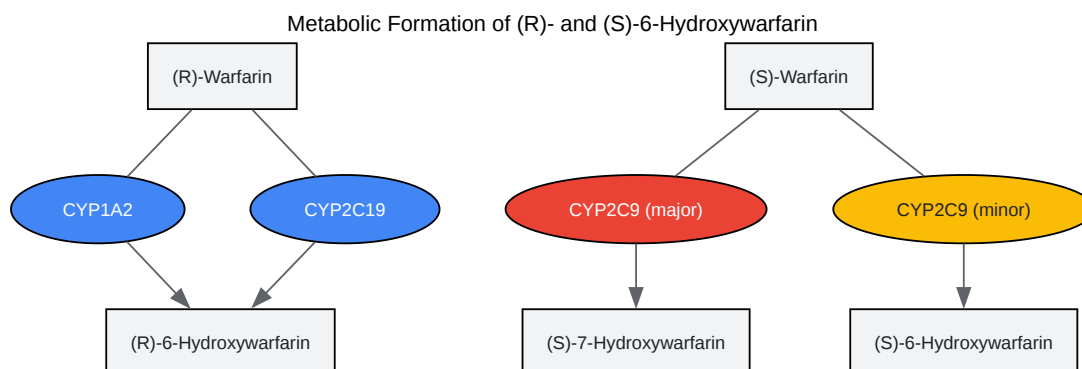 Metabolic Formation of (R)- and (S)-6-Hydroxywarfarin
(R)-Warfarin
(S)-Warfarin
CYP1A2
CYP2C19
CYP2C9 (major)
CYP2C9 (minor)
(R)-6-Hydroxywarfarin
(S)-7-Hydroxywarfarin
(S)-6-Hydroxywarfarin